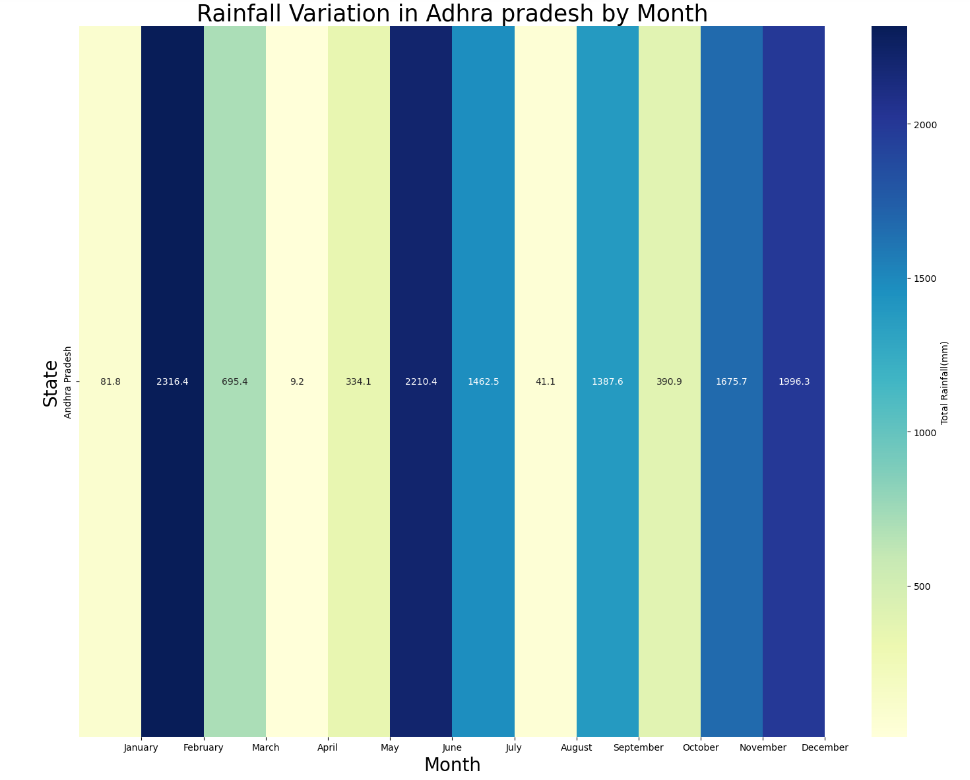 Rainfall Variation in Adhra pradesh by Month
State
Andhra Pradesh
81.8 2316.4 695.4 9.2 334.1 2210.4 1462.5 41.1 1387.6 390.9 1675.7 1996.3
January February March April May June July August September October November December
Month
2000
1500
1000
500
Total Rainfall(mm)